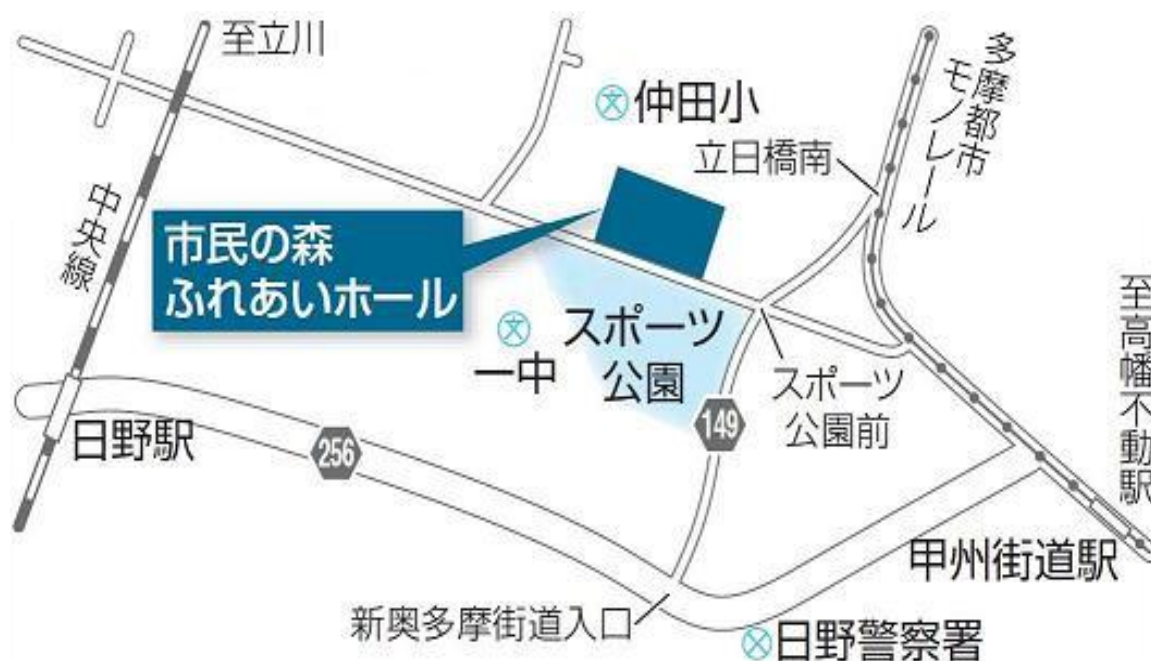 至立川
仲田小
多摩都市
モノレール
立日橋南
中央線
市民の森
ふれあいホール
スポーツ
公園
一中
スポーツ
公園前
至高幡不動駅
日野駅
256
149
甲州街道駅
新奥多摩街道入口
日野警察署
文
文